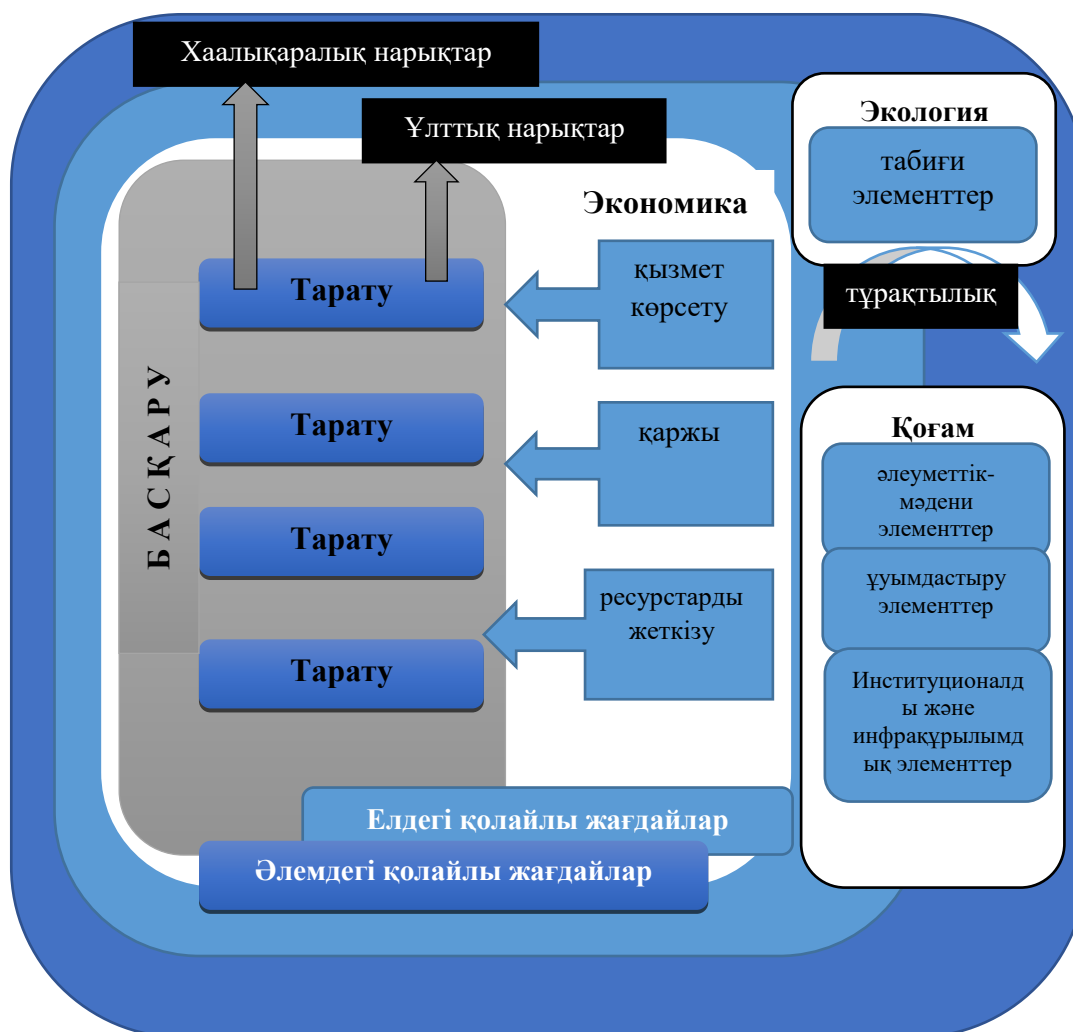 Хаалықаралық нарықтар
Ұлттық нарықтар
Экология
табиғи
элементтер
Экономика
қызмет
көрсету
тұрақтылық
Тарату
БАСҚАРУ
Тарату
қаржы
Қоғам
әлеуметтік-
мәдени
элементтер
Тарату
ұуымдастыру
элементтер
ресурстарды
жеткізу
Тарату
Институционалд
ы және
инфрақұрылымд
ық элементтер
Елдегі қолайлы жағдайлар
Әлемдегі қолайлы жағдайлар